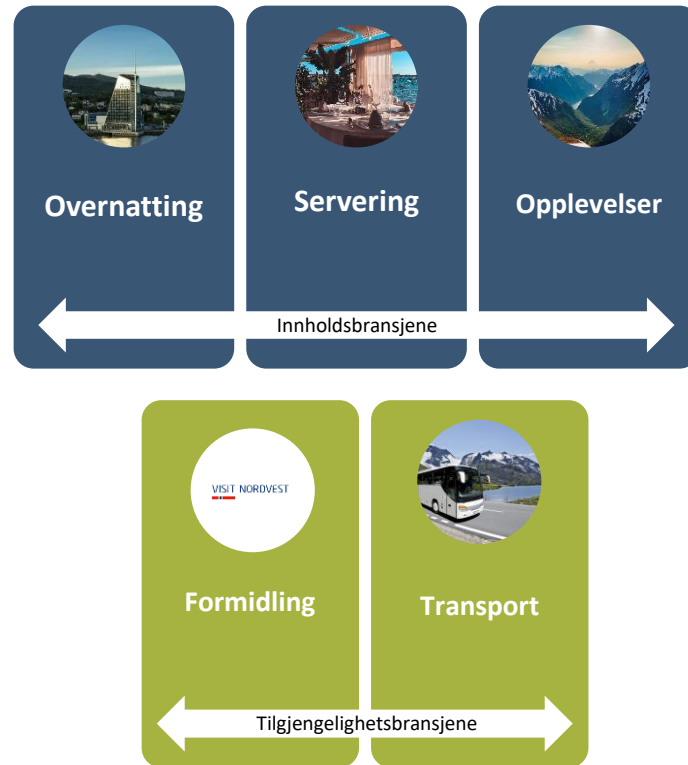 Overnatting
Servering
Opplevelser
Innholdsbransjene
VISIT NORDVEST
Formidling
Transport
Tilgjengelighetsbransjene